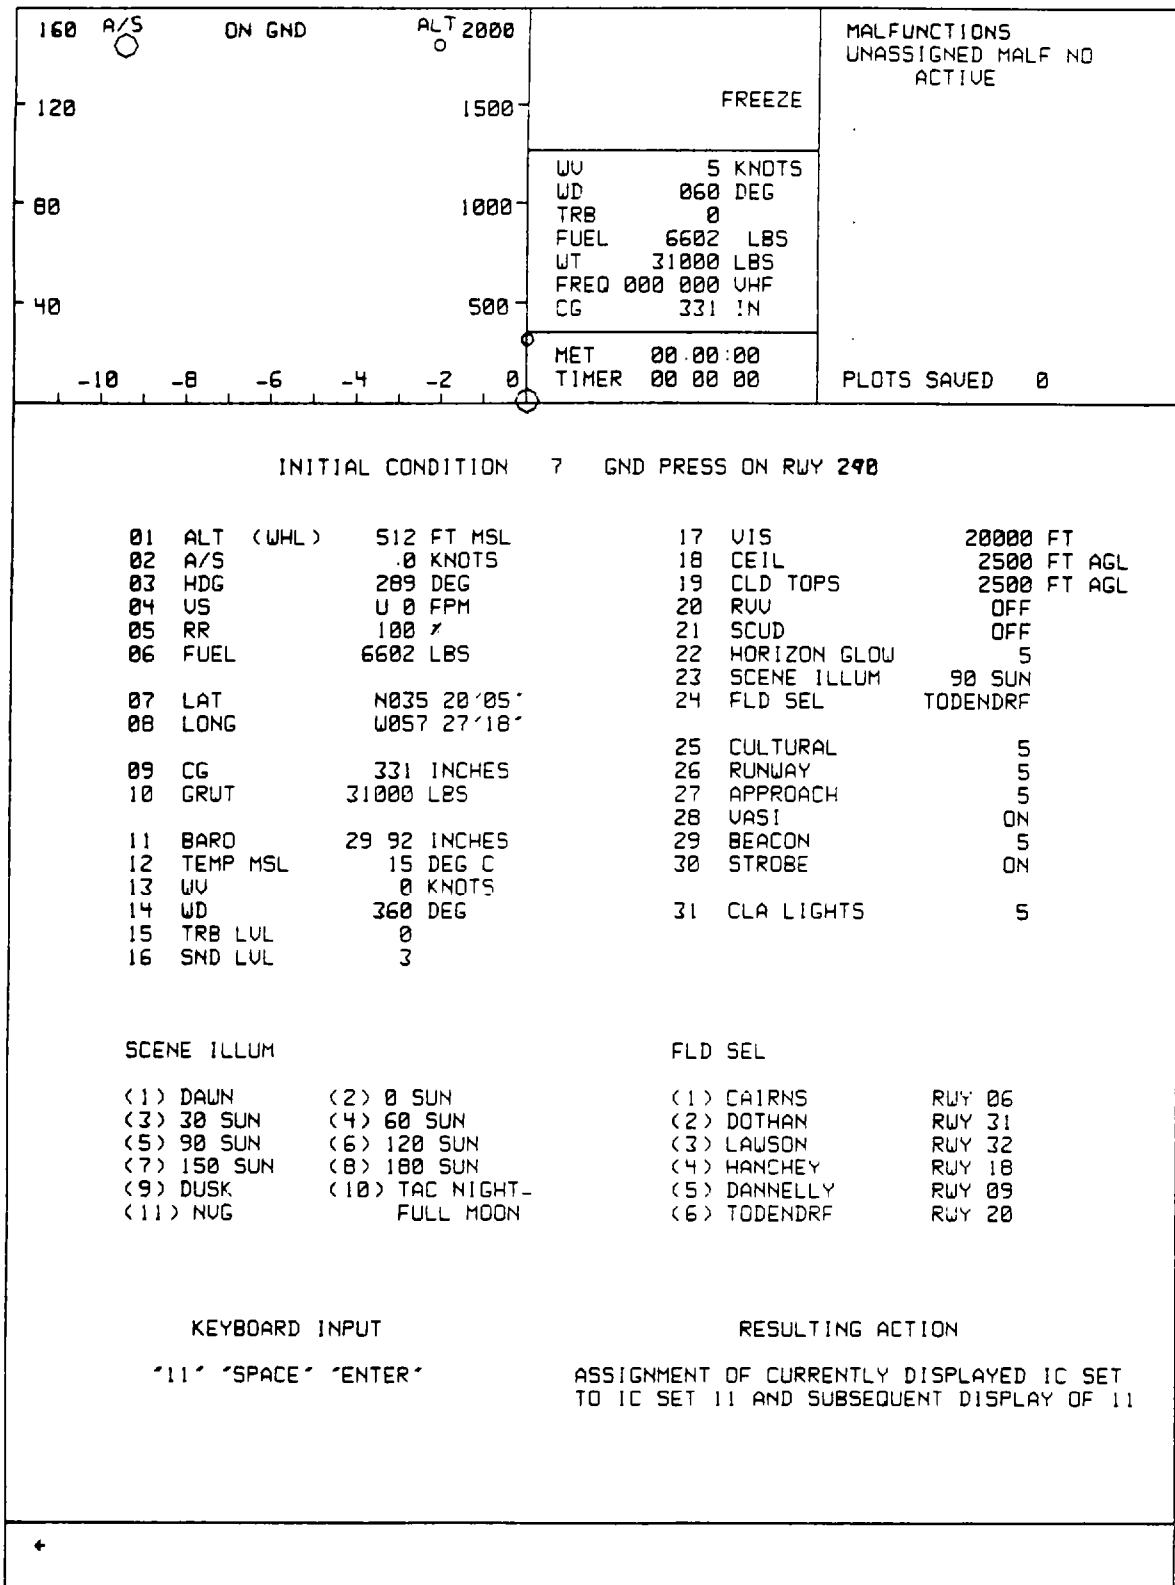 160 A/S ON GND ALT 2000
120 1500
80 1000
40 500
-10 -8 -6 -4 -2 0
FREEZE
WV 5 KNOTS
WD 060 DEG
TRB 0
FUEL 6602 LBS
WT 31000 LBS
FREQ 000 000 VHF
CG 331 IN
MET 00:00:00
TIMER 00 00 00
MALFUNCTIONS
UNASSIGNED MALF NO
ACTIVE
PLOTS SAVED 0
INITIAL CONDITION 7 GND PRESS ON RWY 290
01 ALT (WHL) 512 FT MSL
02 A/S .0 KNOTS
03 HDG 289 DEG
04 VS U 0 FPM
05 RR 100 %
06 FUEL 6602 LBS
07 LAT N035 20'05"
08 LONG W057 27'18"
09 CG 331 INCHES
10 GRWT 31000 LBS
11 BARO 29 92 INCHES
12 TEMP MSL 15 DEG C
13 WV 0 KNOTS
14 WD 360 DEG
15 TRB LVL 0
16 SND LVL 3
17 VIS 20000 FT
18 CEIL 2500 FT AGL
19 CLD TOPS 2500 FT AGL
20 RVV OFF
21 SCUD OFF
22 HORIZON GLOW 5
23 SCENE ILLUM 90 SUN
24 FLD SEL TODENDRF
25 CULTURAL 5
26 RUNWAY 5
27 APPROACH 5
28 VASI ON
29 BEACON 5
30 STROBE ON
31 CLA LIGHTS 5
SCENE ILLUM
(1) DAWN (2) 0 SUN
(3) 30 SUN (4) 60 SUN
(5) 90 SUN (6) 120 SUN
(7) 150 SUN (8) 180 SUN
(9) DUSK (10) TAC NIGHT-
(11) NVG FULL MOON
FLD SEL
(1) CAIRNS RWY 06
(2) DOTHAN RWY 31
(3) LAWSON RWY 32
(4) HANCHEY RWY 18
(5) DANNELLY RWY 09
(6) TODENDRF RWY 20
KEYBOARD INPUT
"11" "SPACE" "ENTER"
RESULTING ACTION
ASSIGNMENT OF CURRENTLY DISPLAYED IC SET
TO IC SET 11 AND SUBSEQUENT DISPLAY OF 11